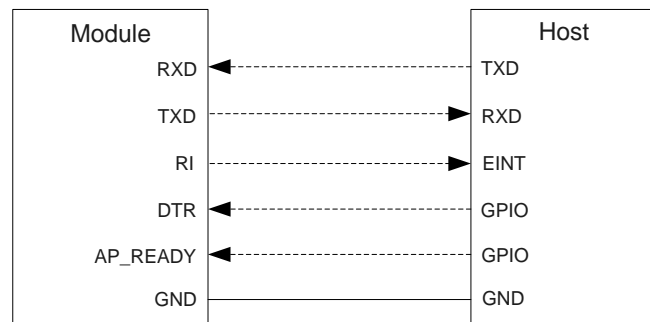 Module Host
RXD TXD
TXD RXD
RI EINT
DTR GPIO
AP_READY GPIO
GND GND